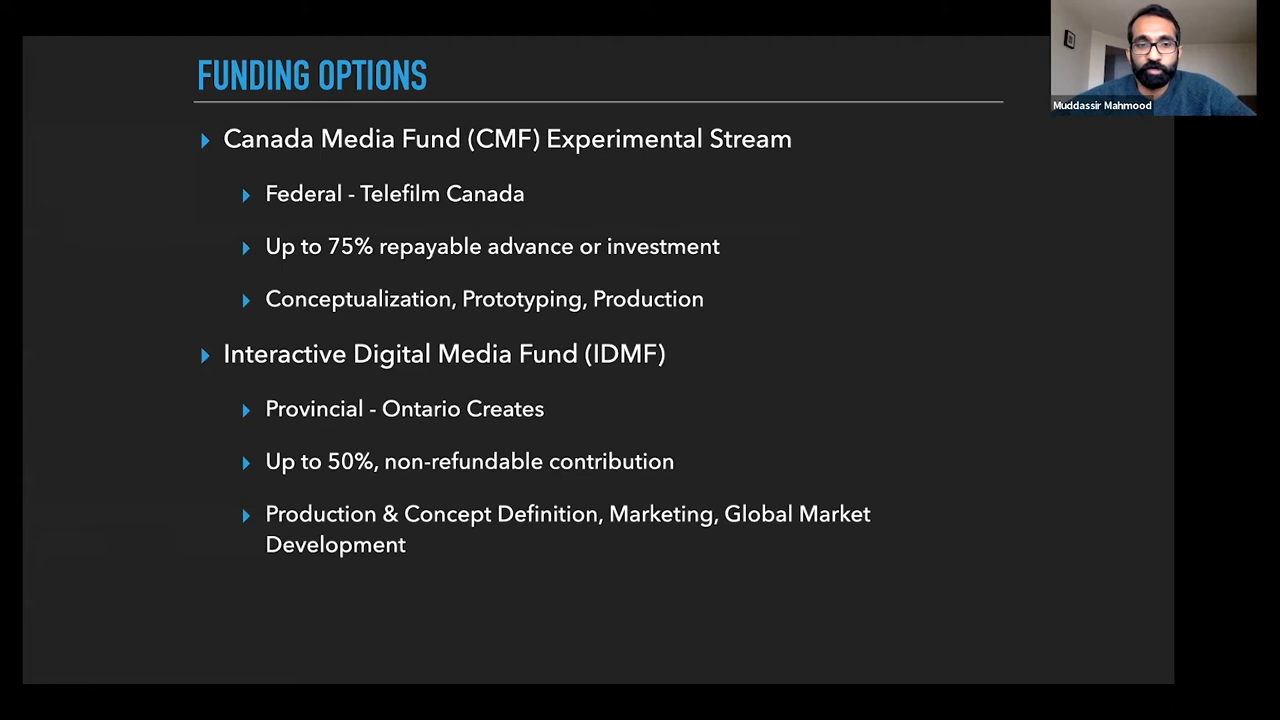 FUNDING OPTIONS
Muddassir Mahmood
Canada Media Fund (CMF) Experimental Stream
Federal - Telefilm Canada
Up to 75% repayable advance or investment
Conceptualization, Prototyping, Production
Interactive Digital Media Fund (IDMF)
Provincial - Ontario Creates
Up to 50%, non-refundable contribution
Production & Concept Definition, Marketing, Global Market
Development